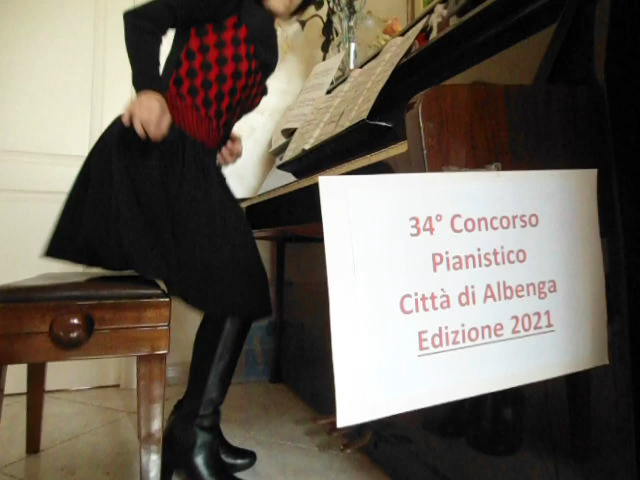 34° Concorso
Pianistico
Città di Albenga
Edizione 2021